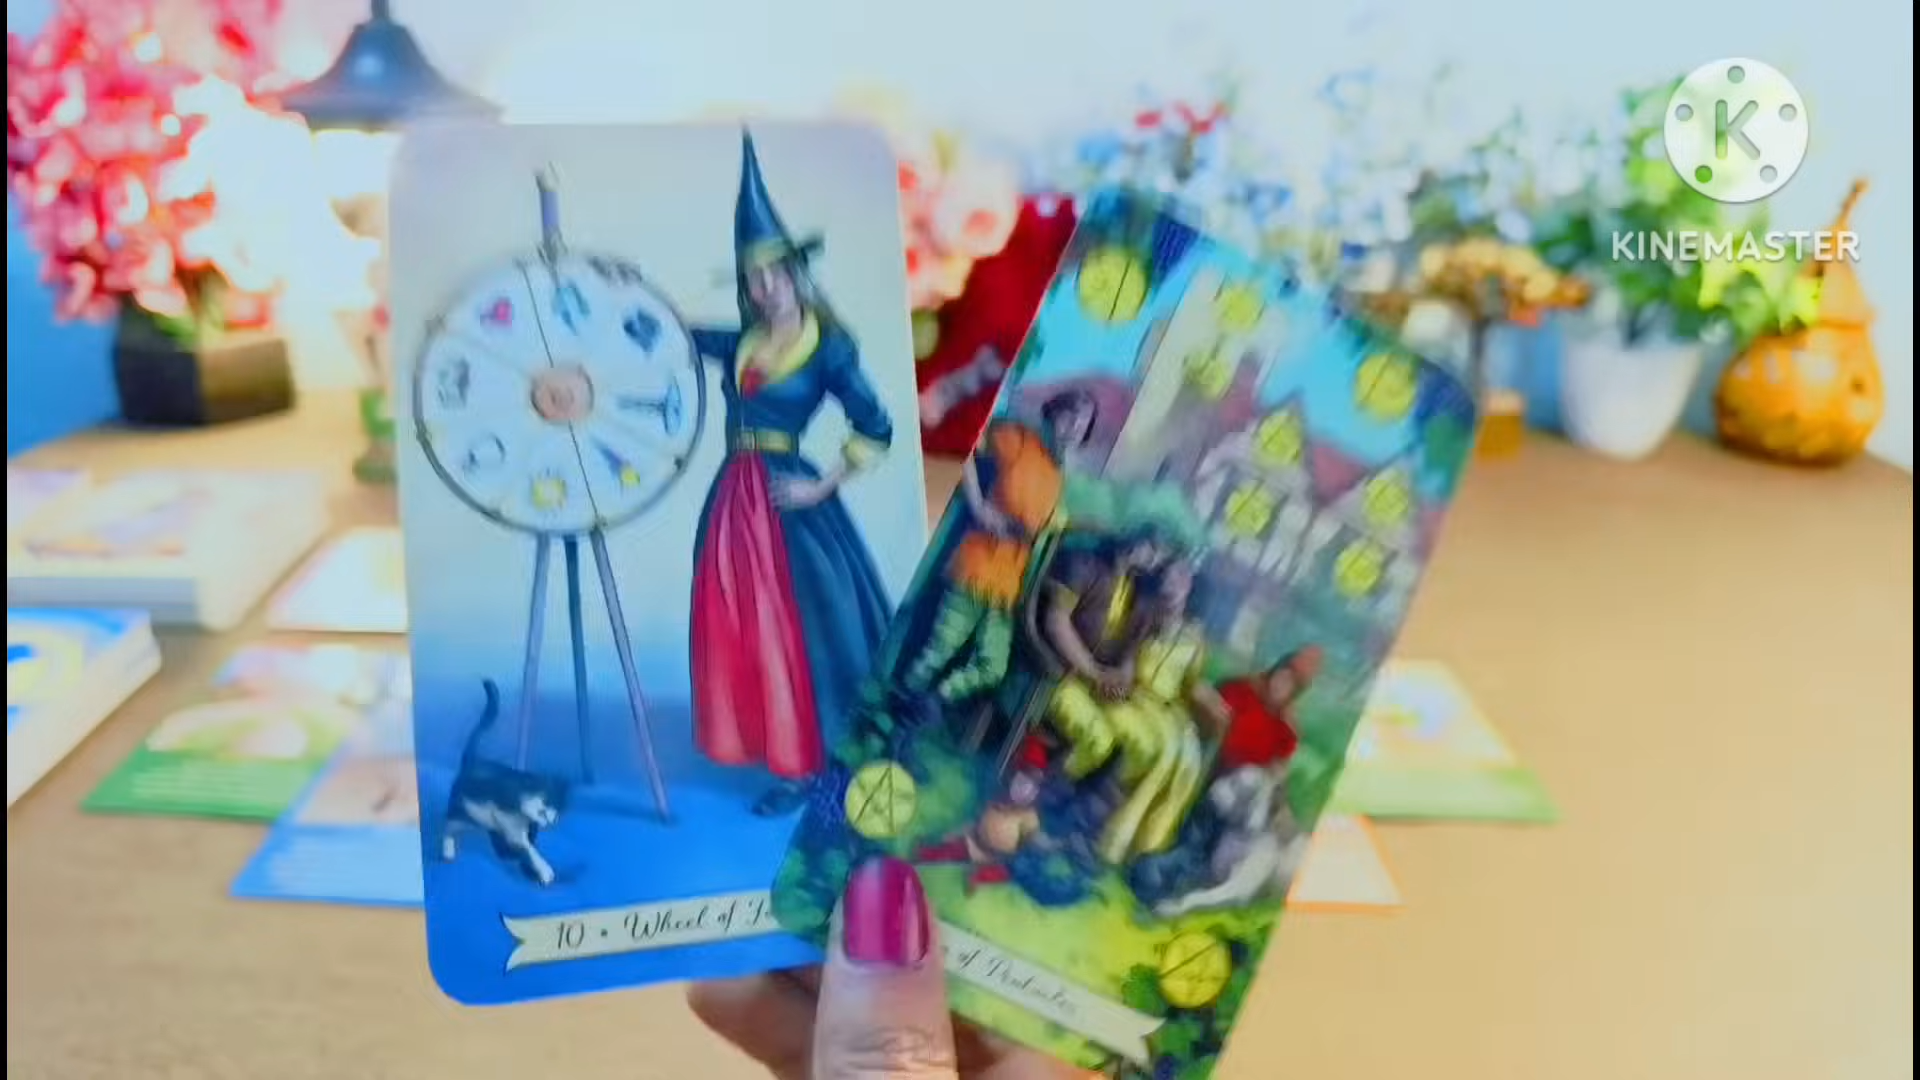 K
KINEMASTER
10 • Wheel of
of Pentacles